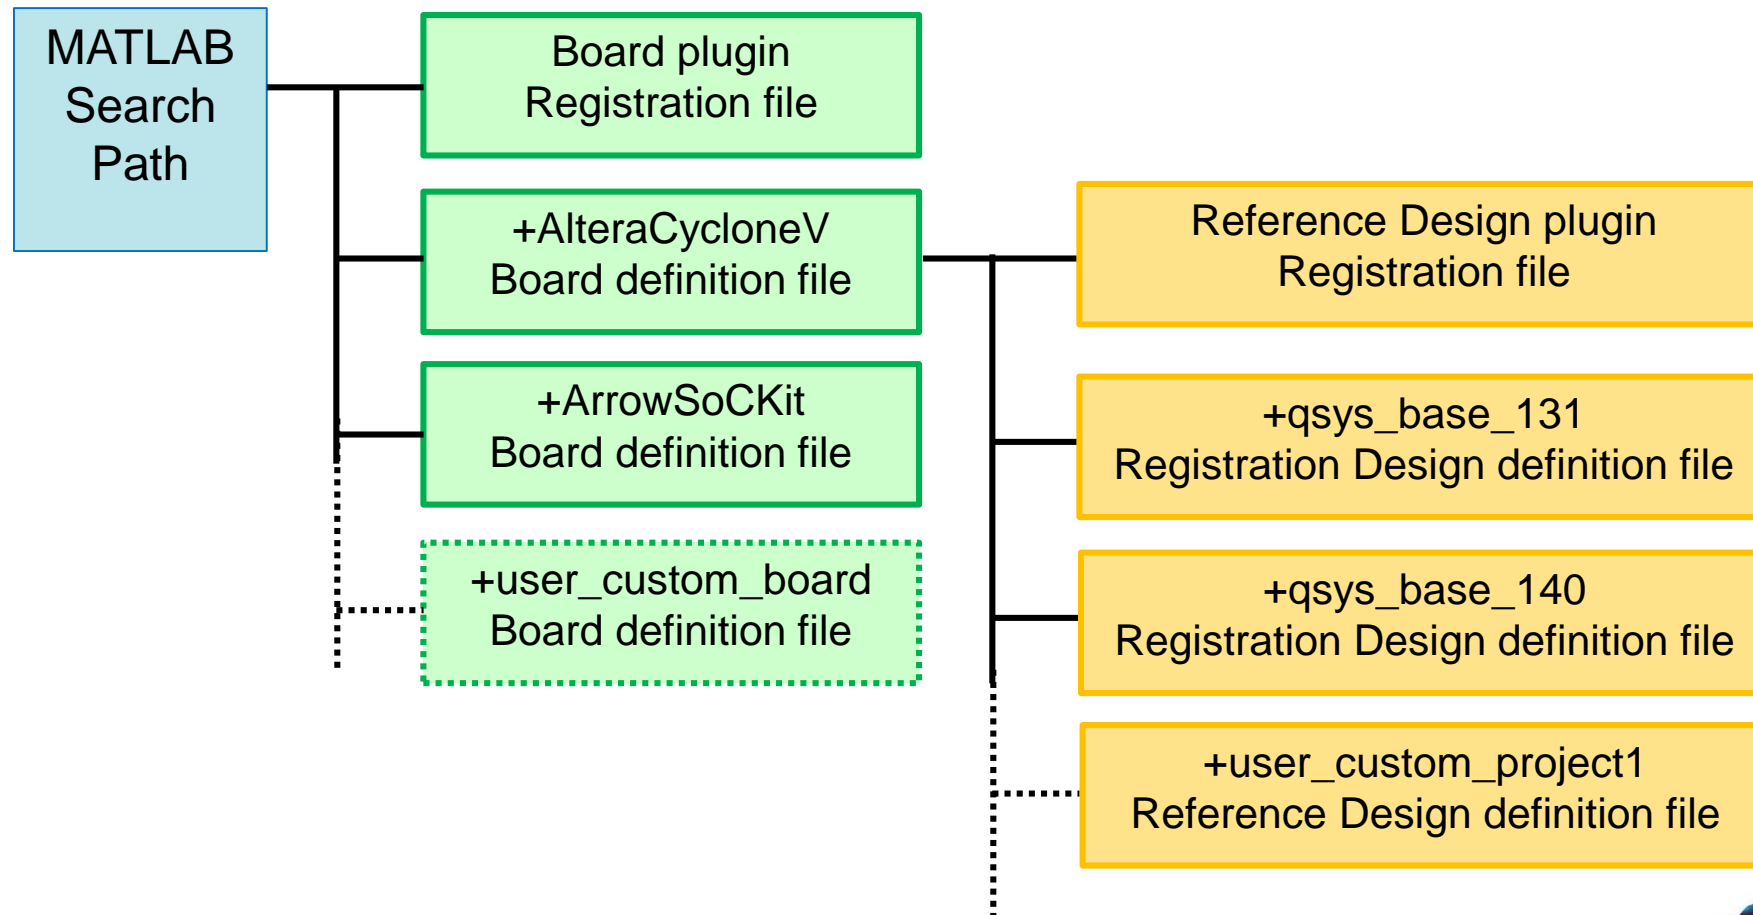 MATLAB
Search
Path
Board plugin
Registration file
+AlteraCycloneV
Board definition file
+ArrowSoCKit
Board definition file
+user_custom_board
Board definition file
Reference Design plugin
Registration file
+qsys_base_131
Registration Design definition file
+qsys_base_140
Registration Design definition file
+user_custom_project1
Reference Design definition file